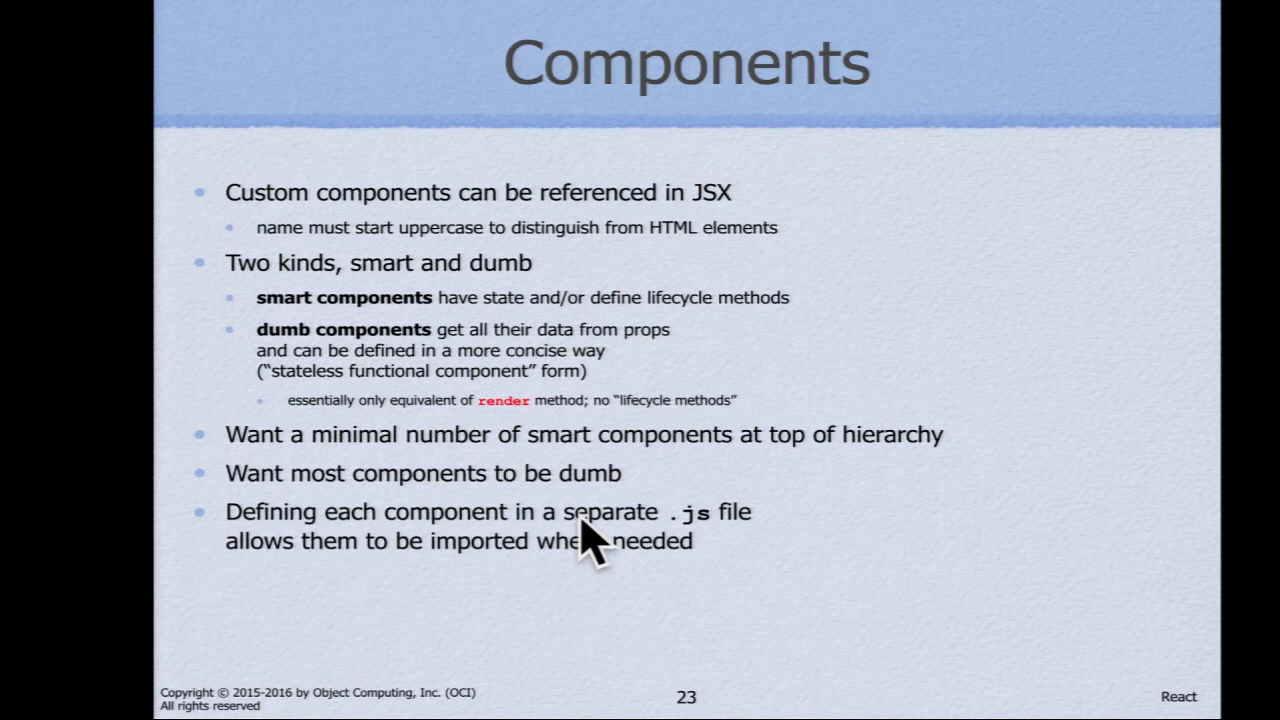 Components
Custom components can be referenced in JSX
name must start uppercase to distinguish from HTML elements
Two kinds, smart and dumb
smart components have state and/or define lifecycle methods
dumb components get all their data from props
and can be defined in a more concise way
(“stateless functional component” form)
essentially only equivalent of render method; no “lifecycle methods”
Want a minimal number of smart components at top of hierarchy
Want most components to be dumb
Defining each component in a separate .js file
allows them to be imported needed
Copyright © 2015-2016 by Object Computing, Inc. (OCI)
All rights reserved
23
React